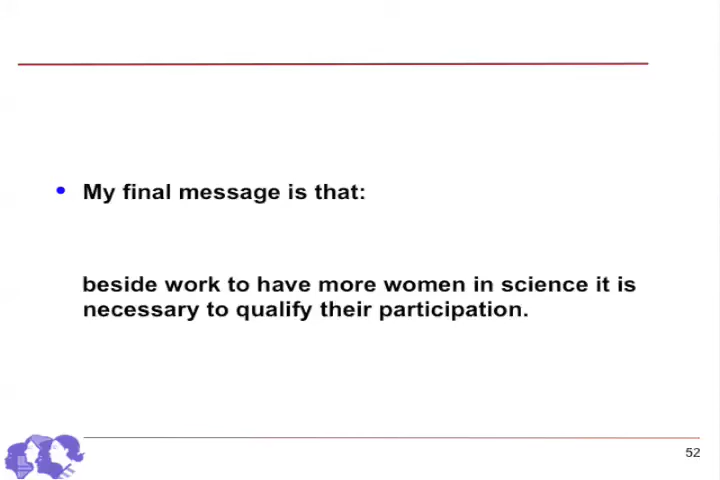 My final message is that:
beside work to have more women in science it is
necessary to qualify their participation.
52